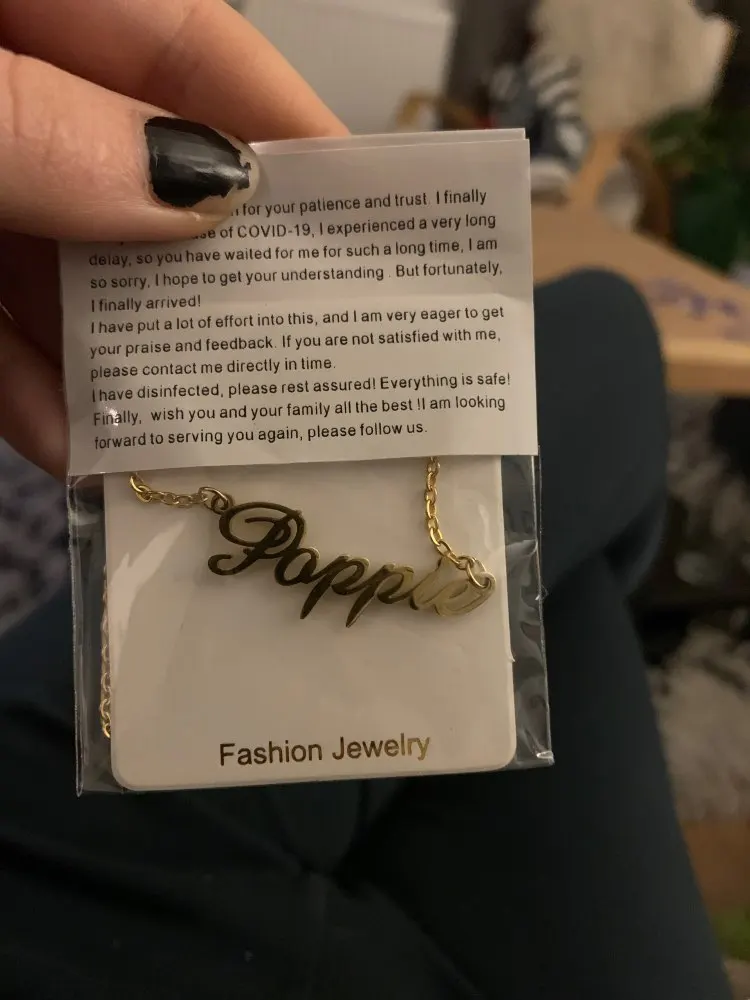 for your patience and trust. I finally
of COVID-19, I experienced a very long
delay, so you have waited for me for such a long time, I am
so sorry, I hope to get your understanding . But fortunately,
I finally arrived!
I have put a lot of effort into this, and I am very eager to get
your praise and feedback. If you are not satisfied with me,
please contact me directly in time.
I have disinfected, please rest assured! Everything is safe!
Finally, wish you and your family all the best !I am looking
forward to serving you again, please follow us.
Poppie
Fashion Jewelry